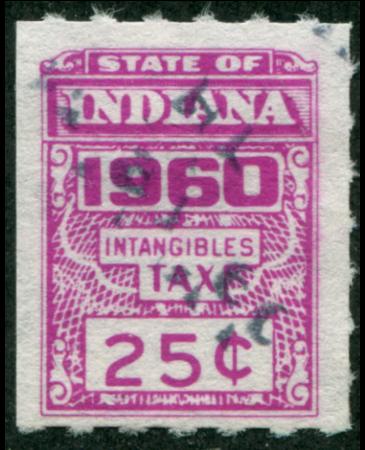 STATE OF
INDIANA
1960
INTANGIBLES
TAX
25¢